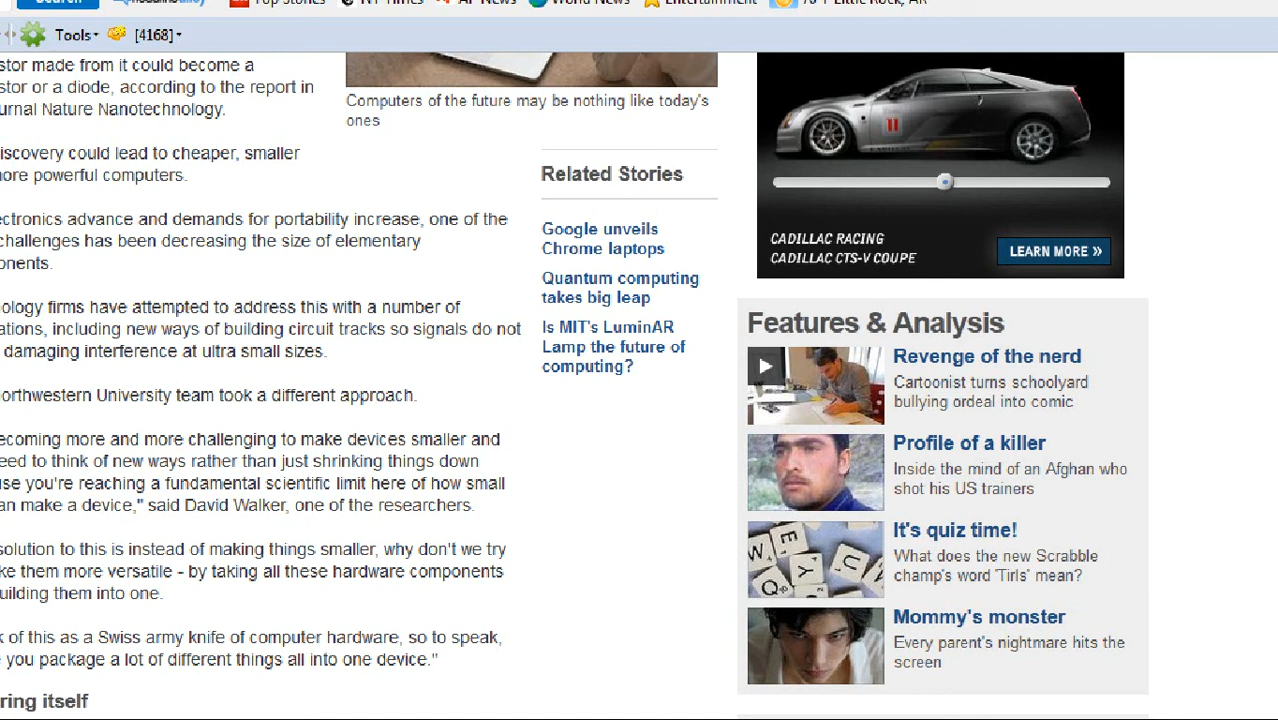 Tools
[4168]
stor made from it could become a
stor or a diode, according to the report in
urnal Nature Nanotechnology.
iscovery could lead to cheaper, smaller
ore powerful computers.
ectronics advance and demands for portability increase, one of the
challenges has been decreasing the size of elementary
onents.
ology firms have attempted to address this with a number of
ations, including new ways of building circuit tracks so signals do not
damaging interference at ultra small sizes.
orthwestern University team took a different approach.
ecoming more and more challenging to make devices smaller and
eed to think of new ways rather than just shrinking things down
se you're reaching a fundamental scientific limit here of how small
an make a device," said David Walker, one of the researchers.
solution to this is instead of making things smaller, why don't we try
ke them more versatile - by taking all these hardware components
uilding them into one.
k of this as a Swiss army knife of computer hardware, so to speak,
you package a lot of different things all into one device."
ring itself
Computers of the future may be nothing like today's
ones
Related Stories
Google unveils
Chrome laptops
Quantum computing
takes big leap
Is MIT's LuminAR
Lamp the future of
computing?
CADILLAC RACING
CADILLAC CTS-V COUPE
LEARN MORE »
Features & Analysis
Revenge of the nerd
Cartoonist turns schoolyard
bullying ordeal into comic
Profile of a killer
Inside the mind of an Afghan who
shot his US trainers
It's quiz time!
What does the new Scrabble
champ's word 'Tirls' mean?
Mommy's monster
Every parent's nightmare hits the
screen